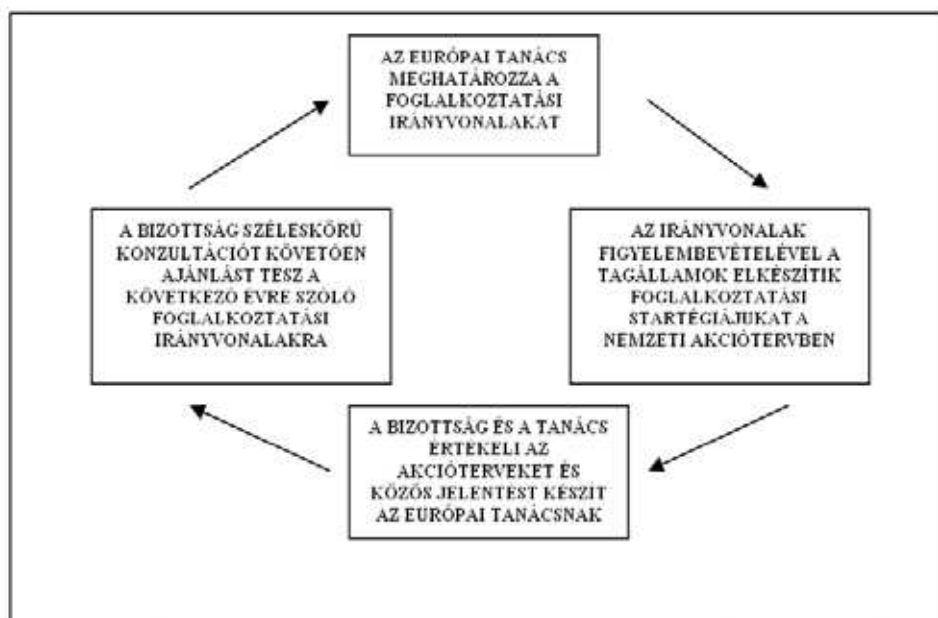 AZ EURÓPAI TANÁCS
MEGHATÁROZZA A
FOGLALKOZTATÁSI
IRÁNYVONALAKAT
AZ IRÁNYVONALAK
FIGYELEMBEVÉTELÉVEL A
TAGÁLLAMOK ELKÉSZÍTIK
FOGLALKOZTATÁSI
STARTÉGIÁJUKAT A
NEMZETI AKCIÓTERVBEN
A BIZOTTSÁG ÉS A TANÁCS
ÉRTÉKELI AZ
AKCIÓTERVEKET ÉS
KÖZÖS JELENTÉST KÉSZÍT
AZ EURÓPAI TANÁCSNAK
A BIZOTTSÁG SZÉLESKÖRŰ
KONZULTÁCIÓT KÖVETŐEN
AJÁNLÁST TESZ A
KÖVETKEZŐ ÉVRE SZÓLÓ
FOGLALKOZTATÁSI
IRÁNYVONALAKRA